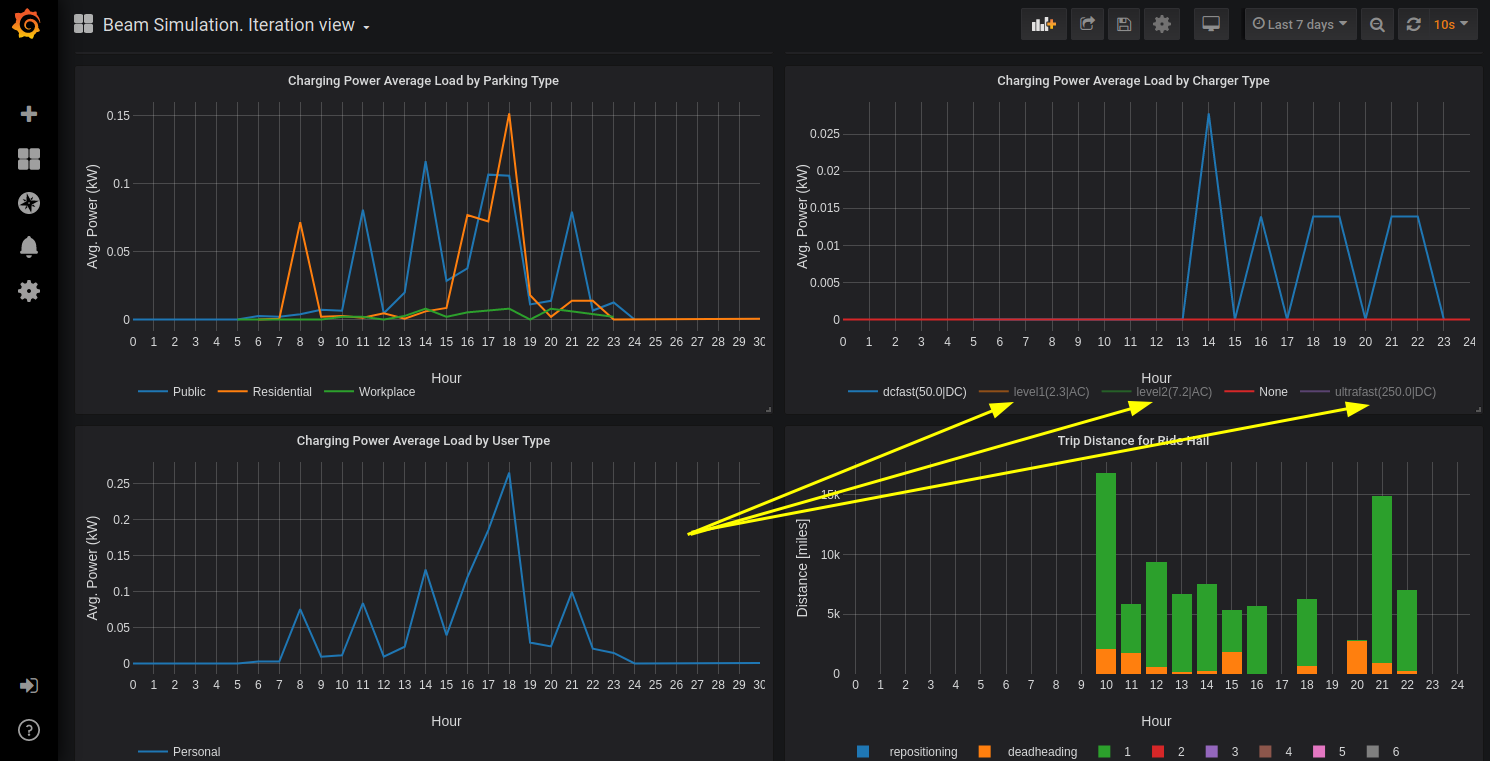 Beam Simulation. Iteration view
Last 7 days
10s
Charging Power Average Load by Parking Type
Avg. Power (kW)
0.15
0.1
0.05
0
0 1 2 3 4 5 6 7 8 9 10 11 12 13 14 15 16 17 18 19 20 21 22 23 24 25 26 27 28 29 30
Hour
Public Residential Workplace
Charging Power Average Load by Charger Type
Avg. Power (kW)
0.025
0.02
0.015
0.01
0.005
0
0 1 2 3 4 5 6 7 8 9 10 11 12 13 14 15 16 17 18 19 20 21 22 23 24
Hour
dcfast(50.0|DC) level1(2.3|AC) level2(7.2|AC) None ultrafast(250.0|DC)
Charging Power Average Load by User Type
Avg. Power (kW)
0.25
0.2
0.15
0.1
0.05
0
0 1 2 3 4 5 6 7 8 9 10 11 12 13 14 15 16 17 18 19 20 21 22 23 24 25 26 27 28 29 30
Hour
Personal
Trip Distance for Ride Hail
Distance [miles]
15k
10k
5k
0
0 1 2 3 4 5 6 7 8 9 10 11 12 13 14 15 16 17 18 19 20 21 22 23 24
Hour
repositioning deadheading 1 2 3 4 5 6